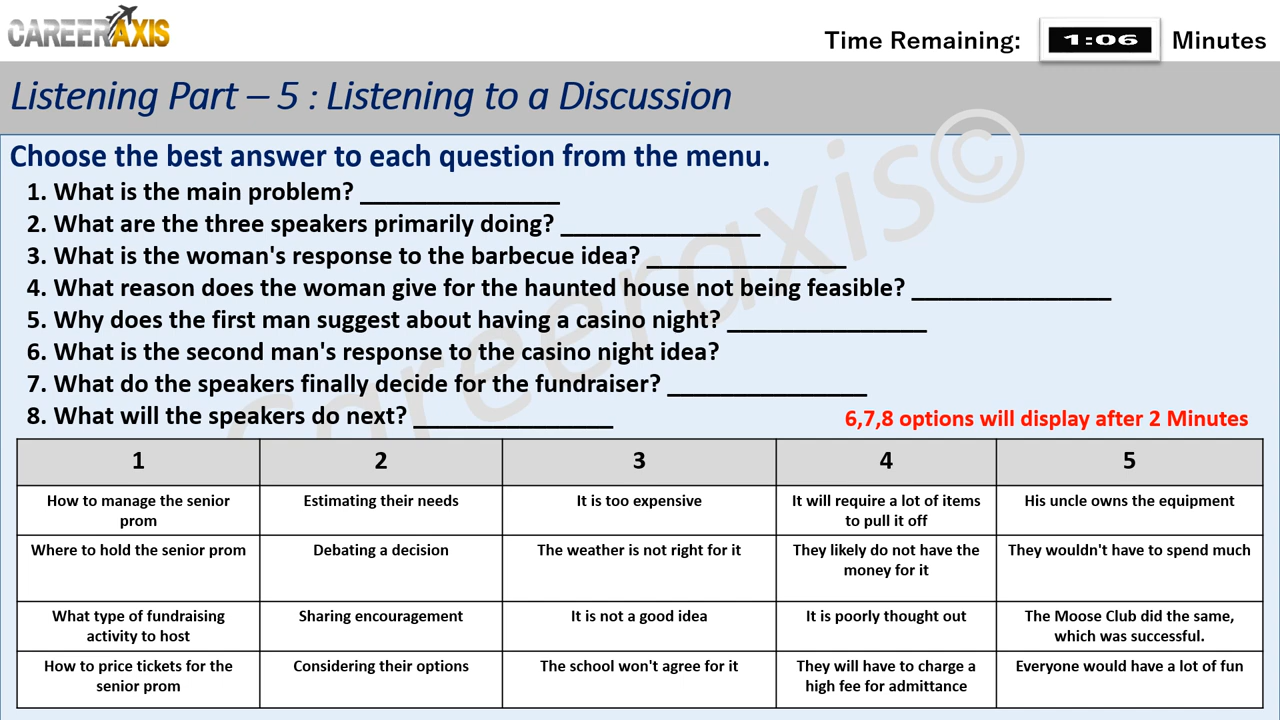 CAREERAXIS
Time Remaining: 1:06 Minutes
Listening Part – 5 : Listening to a Discussion
Choose the best answer to each question from the menu.
1. What is the main problem? _______________
2. What are the three speakers primarily doing? _______________
3. What is the woman's response to the barbecue idea? _______________
4. What reason does the woman give for the haunted house not being feasible? _______________
5. Why does the first man suggest about having a casino night? _______________
6. What is the second man's response to the casino night idea?
7. What do the speakers finally decide for the fundraiser? _______________
8. What will the speakers do next? _______________
6,7,8 options will display after 2 Minutes
Careeraxis©
1 2 3 4 5
How to manage the senior
prom
Estimating their needs
It is too expensive
It will require a lot of items
to pull it off
His uncle owns the equipment
Where to hold the senior prom
Debating a decision
The weather is not right for it
They likely do not have the
money for it
They wouldn't have to spend much
What type of fundraising
activity to host
Sharing encouragement
It is not a good idea
It is poorly thought out
The Moose Club did the same,
which was successful.
How to price tickets for the
senior prom
Considering their options
The school won't agree for it
They will have to charge a
high fee for admittance
Everyone would have a lot of fun